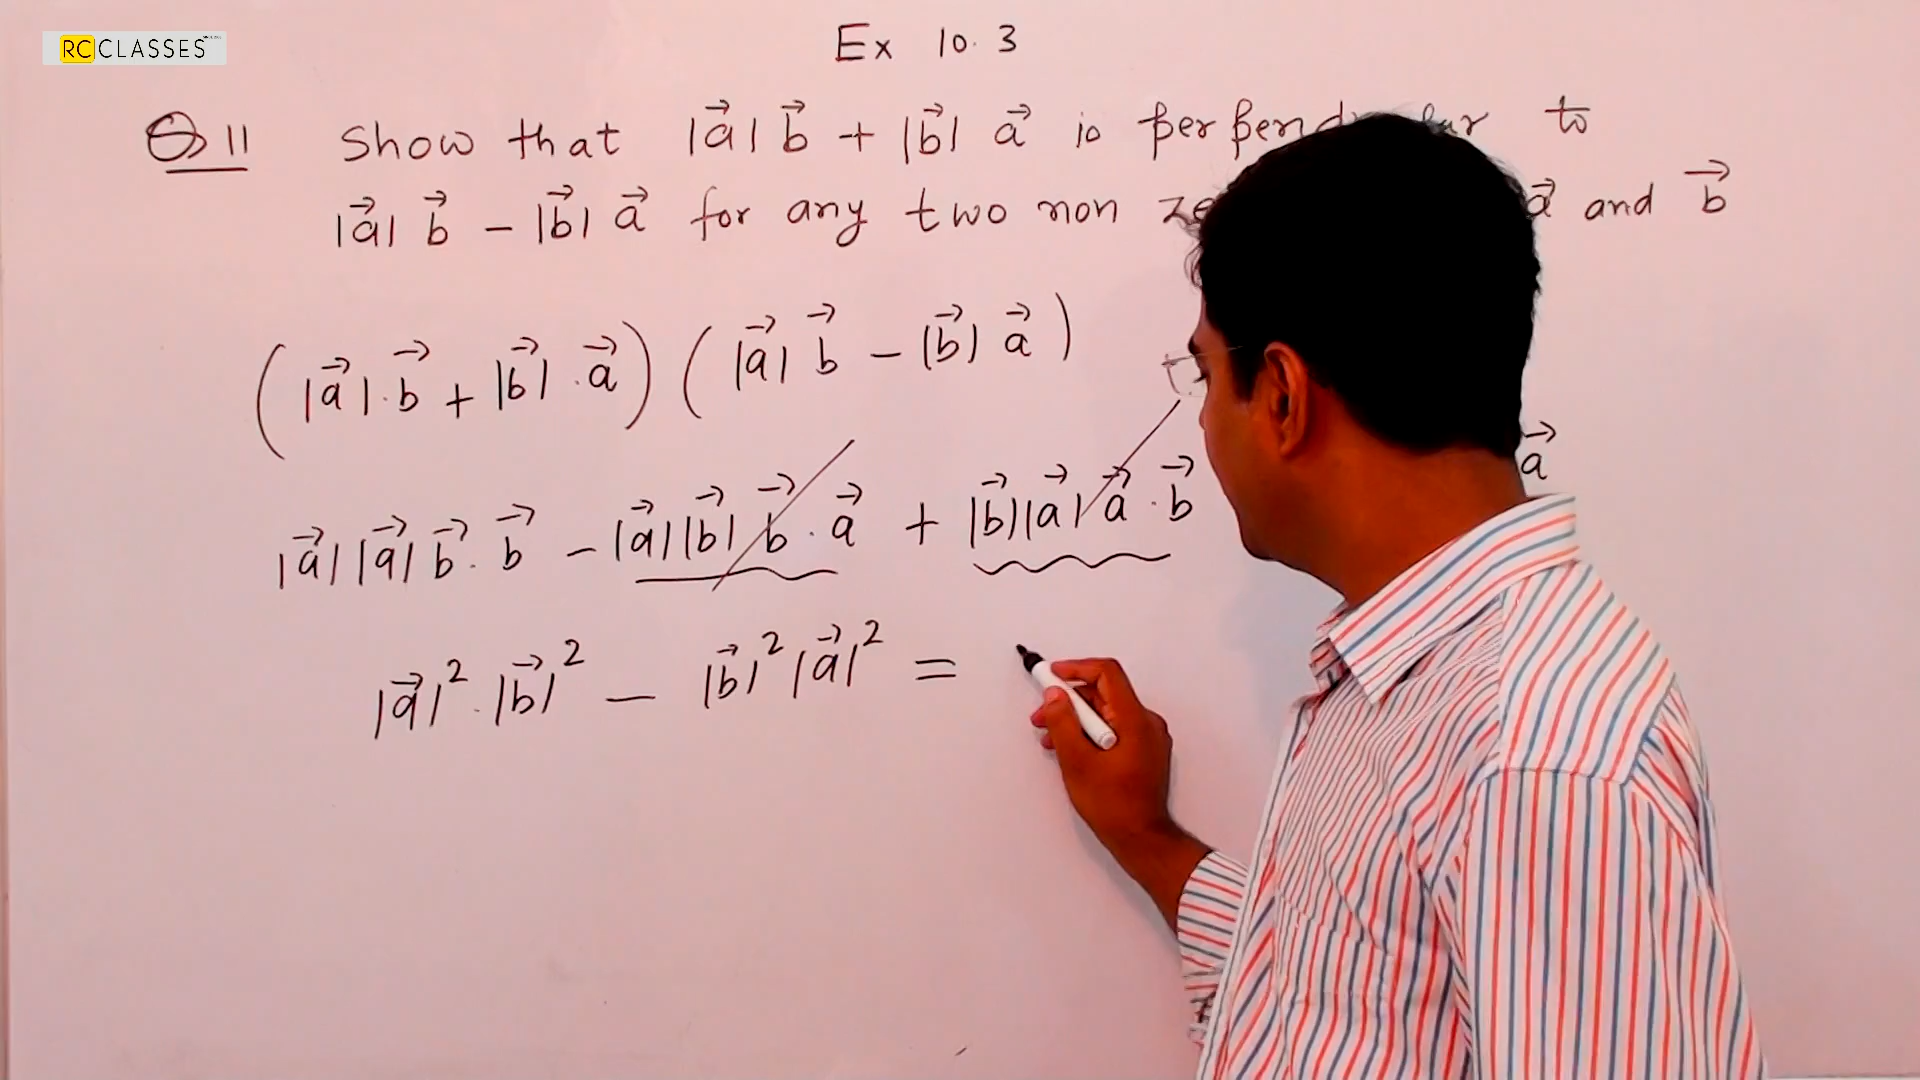 RC CLASSES
Ex 10.3
Q 11 Show that |a⃗| b⃗ + |b⃗| a⃗ is to
|a⃗| b⃗ - |b⃗| a⃗ for any two non a⃗ and b⃗
(|a⃗|.b⃗ + |b⃗|.a⃗) (|a⃗| b⃗ - |b⃗| a⃗)
|a⃗||a⃗| b⃗.b⃗ - |a⃗||b⃗| b⃗.a⃗ + |b⃗||a⃗| a⃗.b⃗ a⃗
|a⃗|².|b⃗|² - |b⃗|²|a⃗|² =